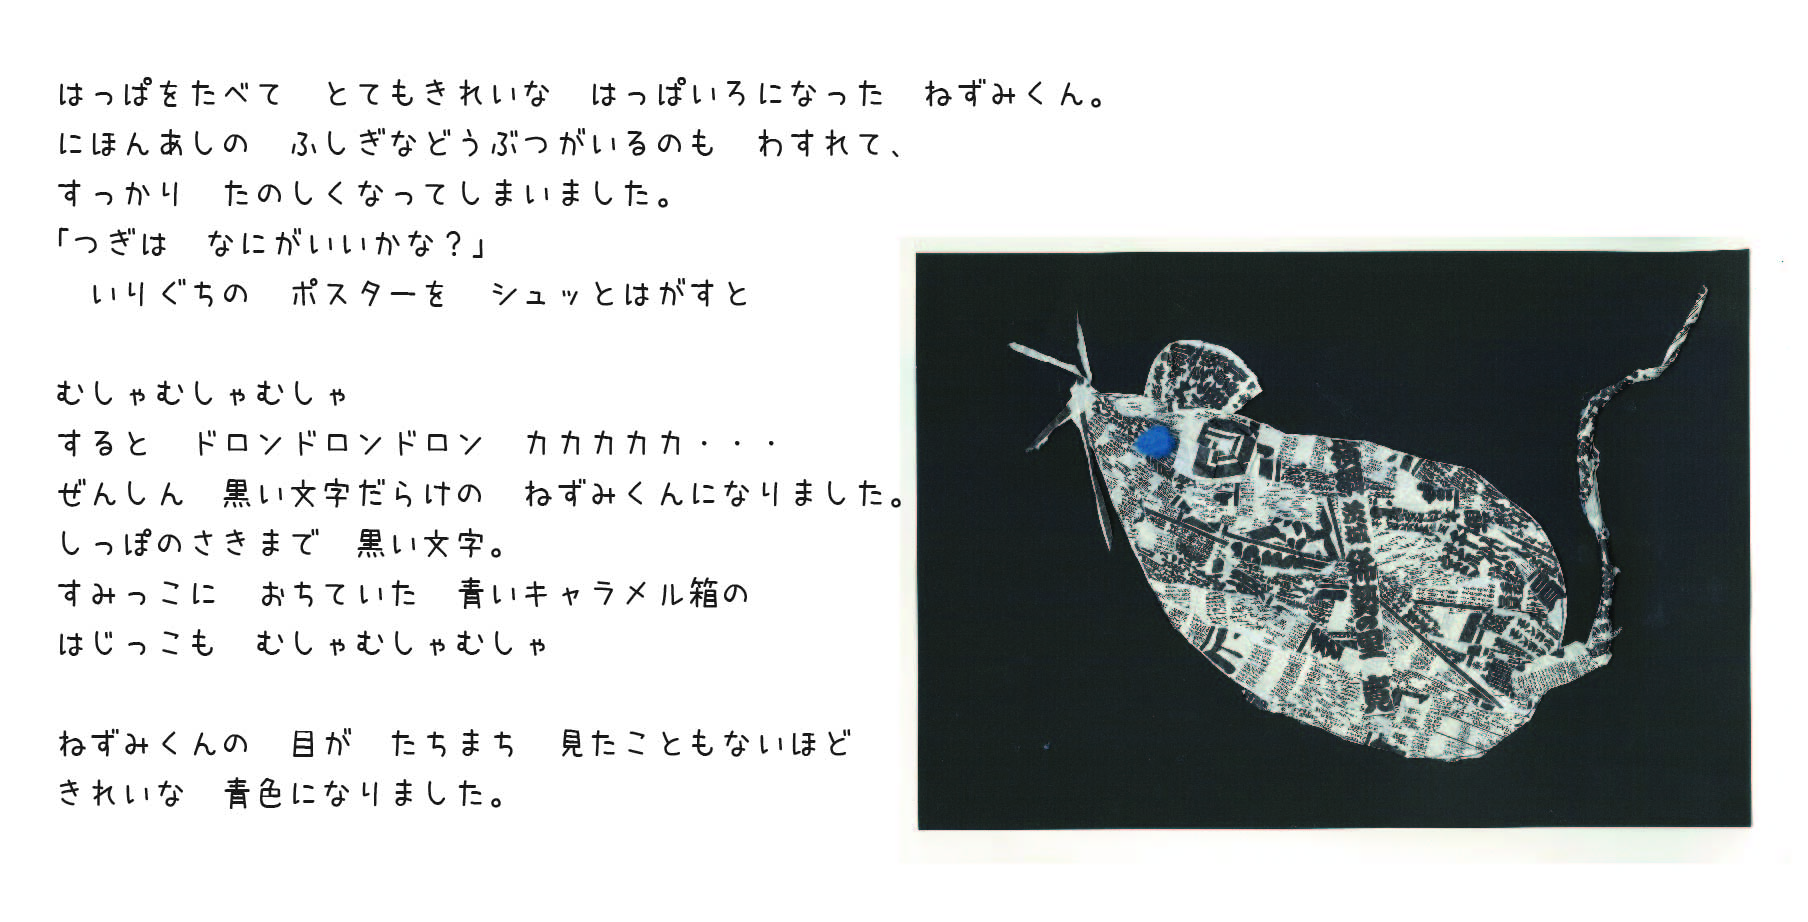 はっぱをたべて　とてもきれいな　はっぱいろになった　ねずみくん。
にほんあしの　ふしぎなどうぶつがいるのも　わすれて、
すっかり　たのしくなってしまいました。
「つぎは　なにがいいかな？」
　いりぐちの　ポスターを　シュッとはがすと
むしゃむしゃむしゃ
すると　ドロンドロンドロン　カカカカカ・・・
ぜんしん　黒い文字だらけの　ねずみくんになりました。
しっぽのさきまで　黒い文字。
すみっこに　おちていた　青いキャラメル箱の
はじっこも　むしゃむしゃむしゃ
ねずみくんの　目が　たちまち　見たこともないほど
きれいな　青色になりました。